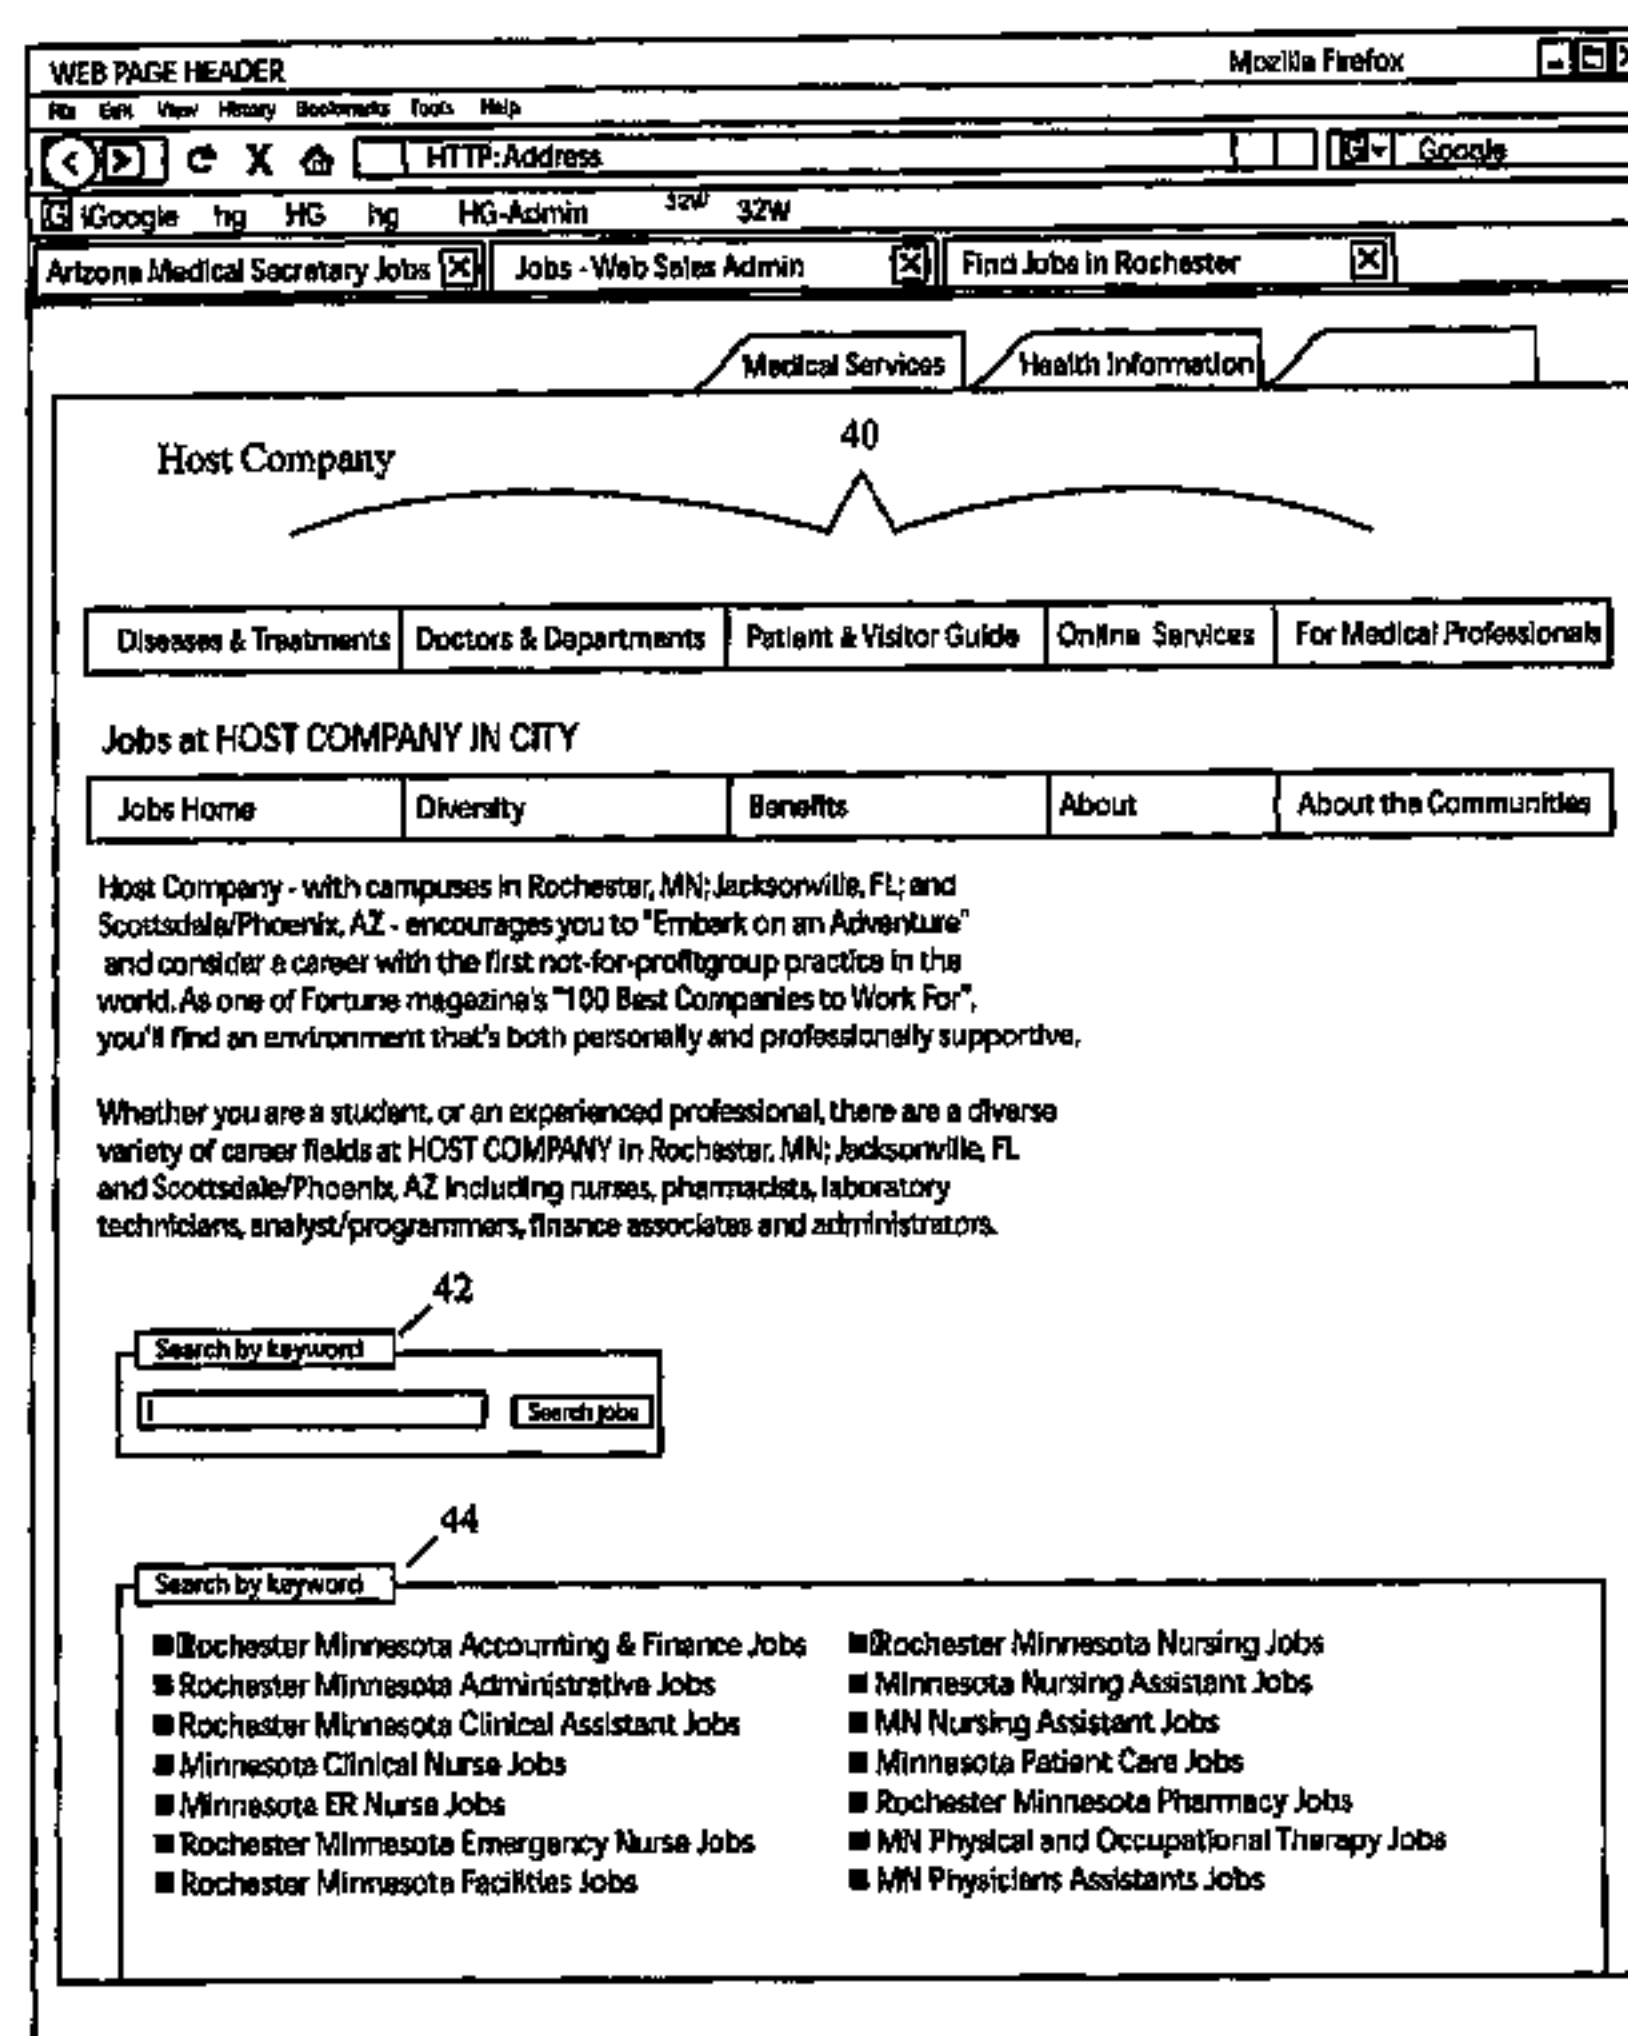 WEB PAGE HEADER Mozilla Firefox
File Edit View History Bookmarks Tools Help
HTTP:Address G Google
G iGoogle hg HG hg HG-Admin 32W 32W
Arizona Medical Secretary Jobs Jobs - Web Sales Admin Find Jobs in Rochester
Medical Services Health Information
40
Host Company
Diseases & Treatments Doctors & Departments Patient & Visitor Guide Online Services For Medical Professionals
Jobs at HOST COMPANY IN CITY
Jobs Home Diversity Benefits About About the Communities
Host Company - with campuses in Rochester, MN; Jacksonville, FL; and
Scottsdale/Phoenix, AZ - encourages you to "Embark on an Adventure"
and consider a career with the first not-for-profitgroup practice in the
world. As one of Fortune magazine's "100 Best Companies to Work For",
you'll find an environment that's both personally and professionally supportive.
Whether you are a student, or an experienced professional, there are a diverse
variety of career fields at HOST COMPANY in Rochester, MN; Jacksonville, FL
and Scottsdale/Phoenix, AZ including nurses, pharmacists, laboratory
technicians, analyst/programmers, finance associates and administrators.
42
Search by keyword
Search jobs
44
Search by keyword
Rochester Minnesota Accounting & Finance Jobs Rochester Minnesota Nursing Jobs
Rochester Minnesota Administrative Jobs Minnesota Nursing Assistant Jobs
Rochester Minnesota Clinical Assistant Jobs MN Nursing Assistant Jobs
Minnesota Clinical Nurse Jobs Minnesota Patient Care Jobs
Minnesota ER Nurse Jobs Rochester Minnesota Pharmacy Jobs
Rochester Minnesota Emergency Nurse Jobs MN Physical and Occupational Therapy Jobs
Rochester Minnesota Facilities Jobs MN Physicians Assistants Jobs